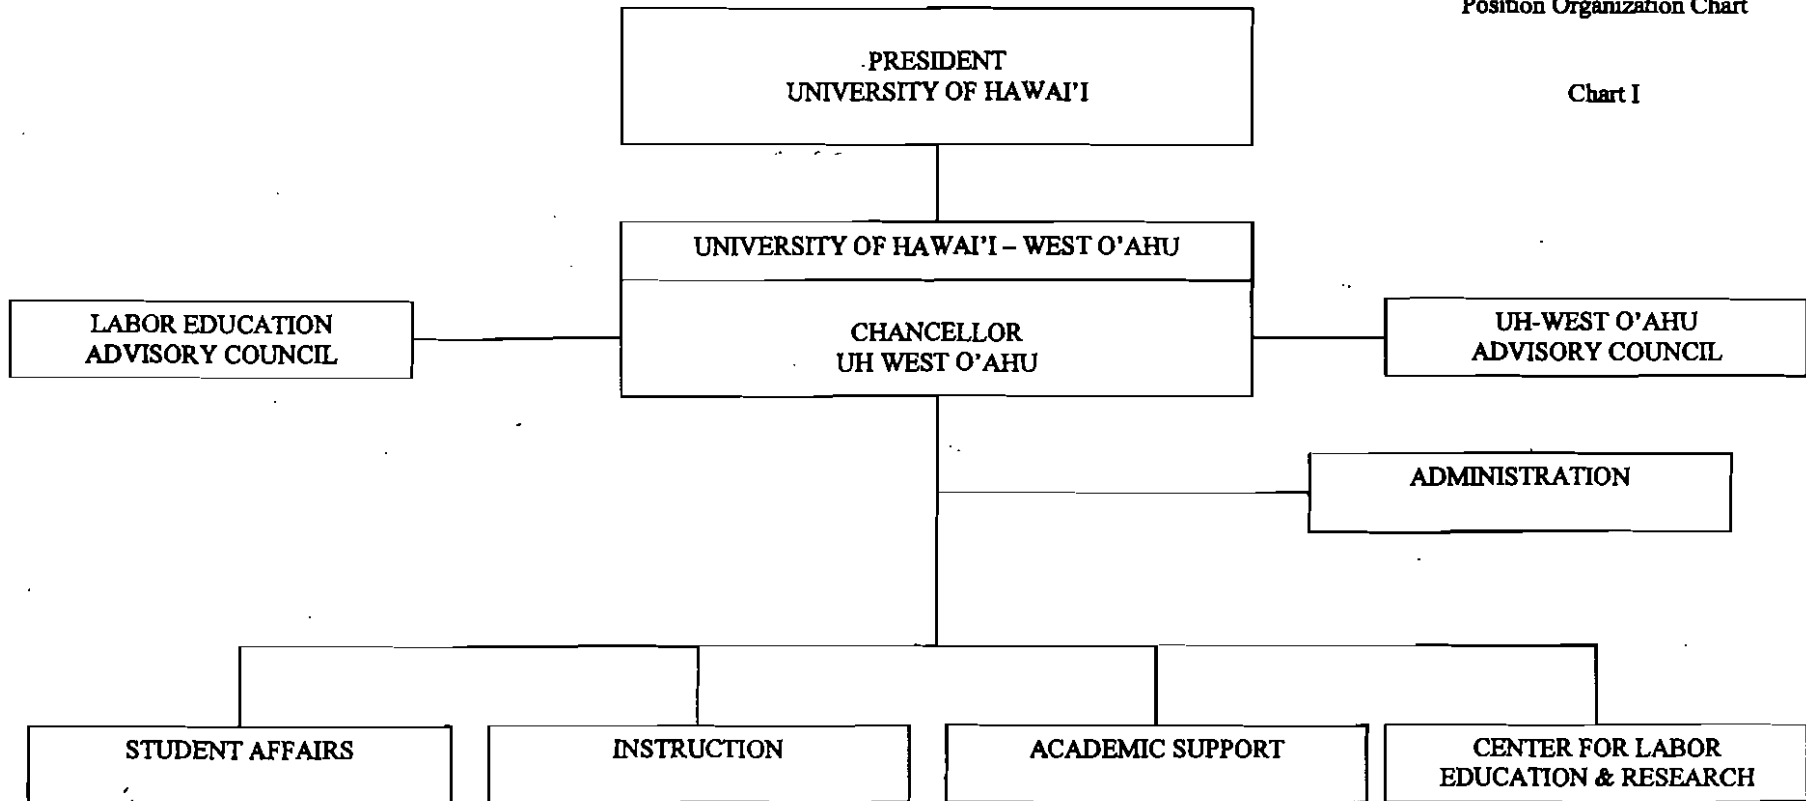 Position Organization Chart
Chart I
PRESIDENT
UNIVERSITY OF HAWAI'I
UNIVERSITY OF HAWAI'I – WEST O'AHU
LABOR EDUCATION
ADVISORY COUNCIL
CHANCELLOR
UH WEST O'AHU
UH-WEST O'AHU
ADVISORY COUNCIL
ADMINISTRATION
STUDENT AFFAIRS
INSTRUCTION
ACADEMIC SUPPORT
CENTER FOR LABOR
EDUCATION & RESEARCH